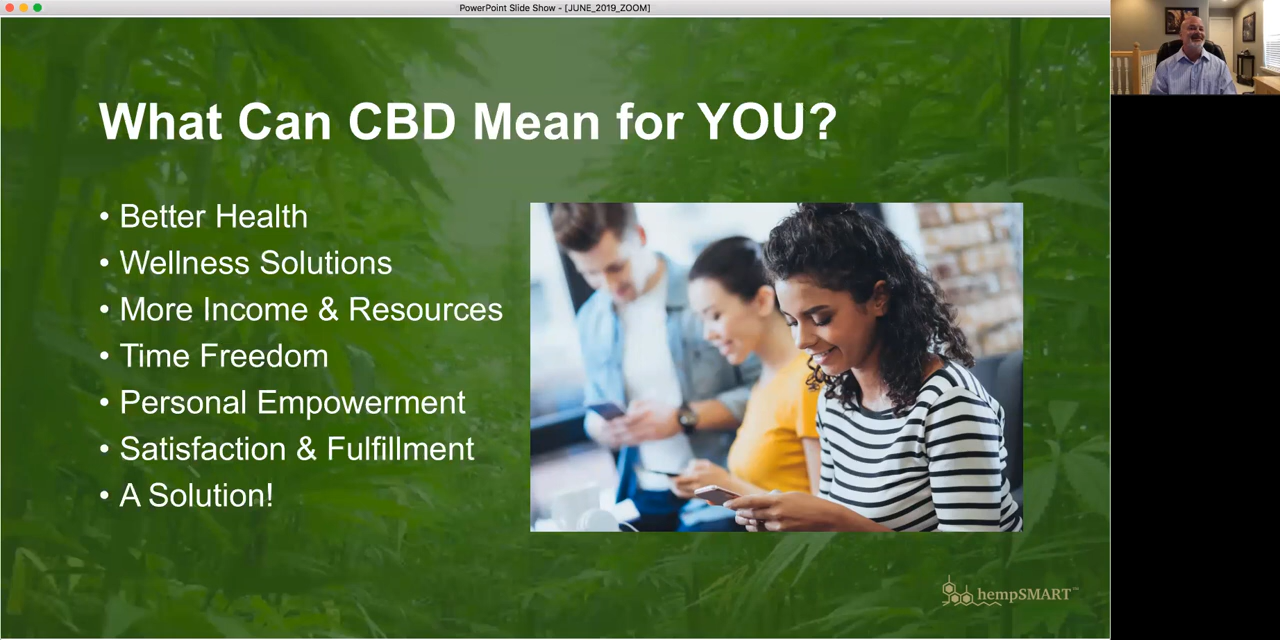 PowerPoint Slide Show - [JUNE_2019_ZOOM]
What Can CBD Mean for YOU?
• Better Health
• Wellness Solutions
• More Income & Resources
• Time Freedom
• Personal Empowerment
• Satisfaction & Fulfillment
• A Solution!
hempSMART™